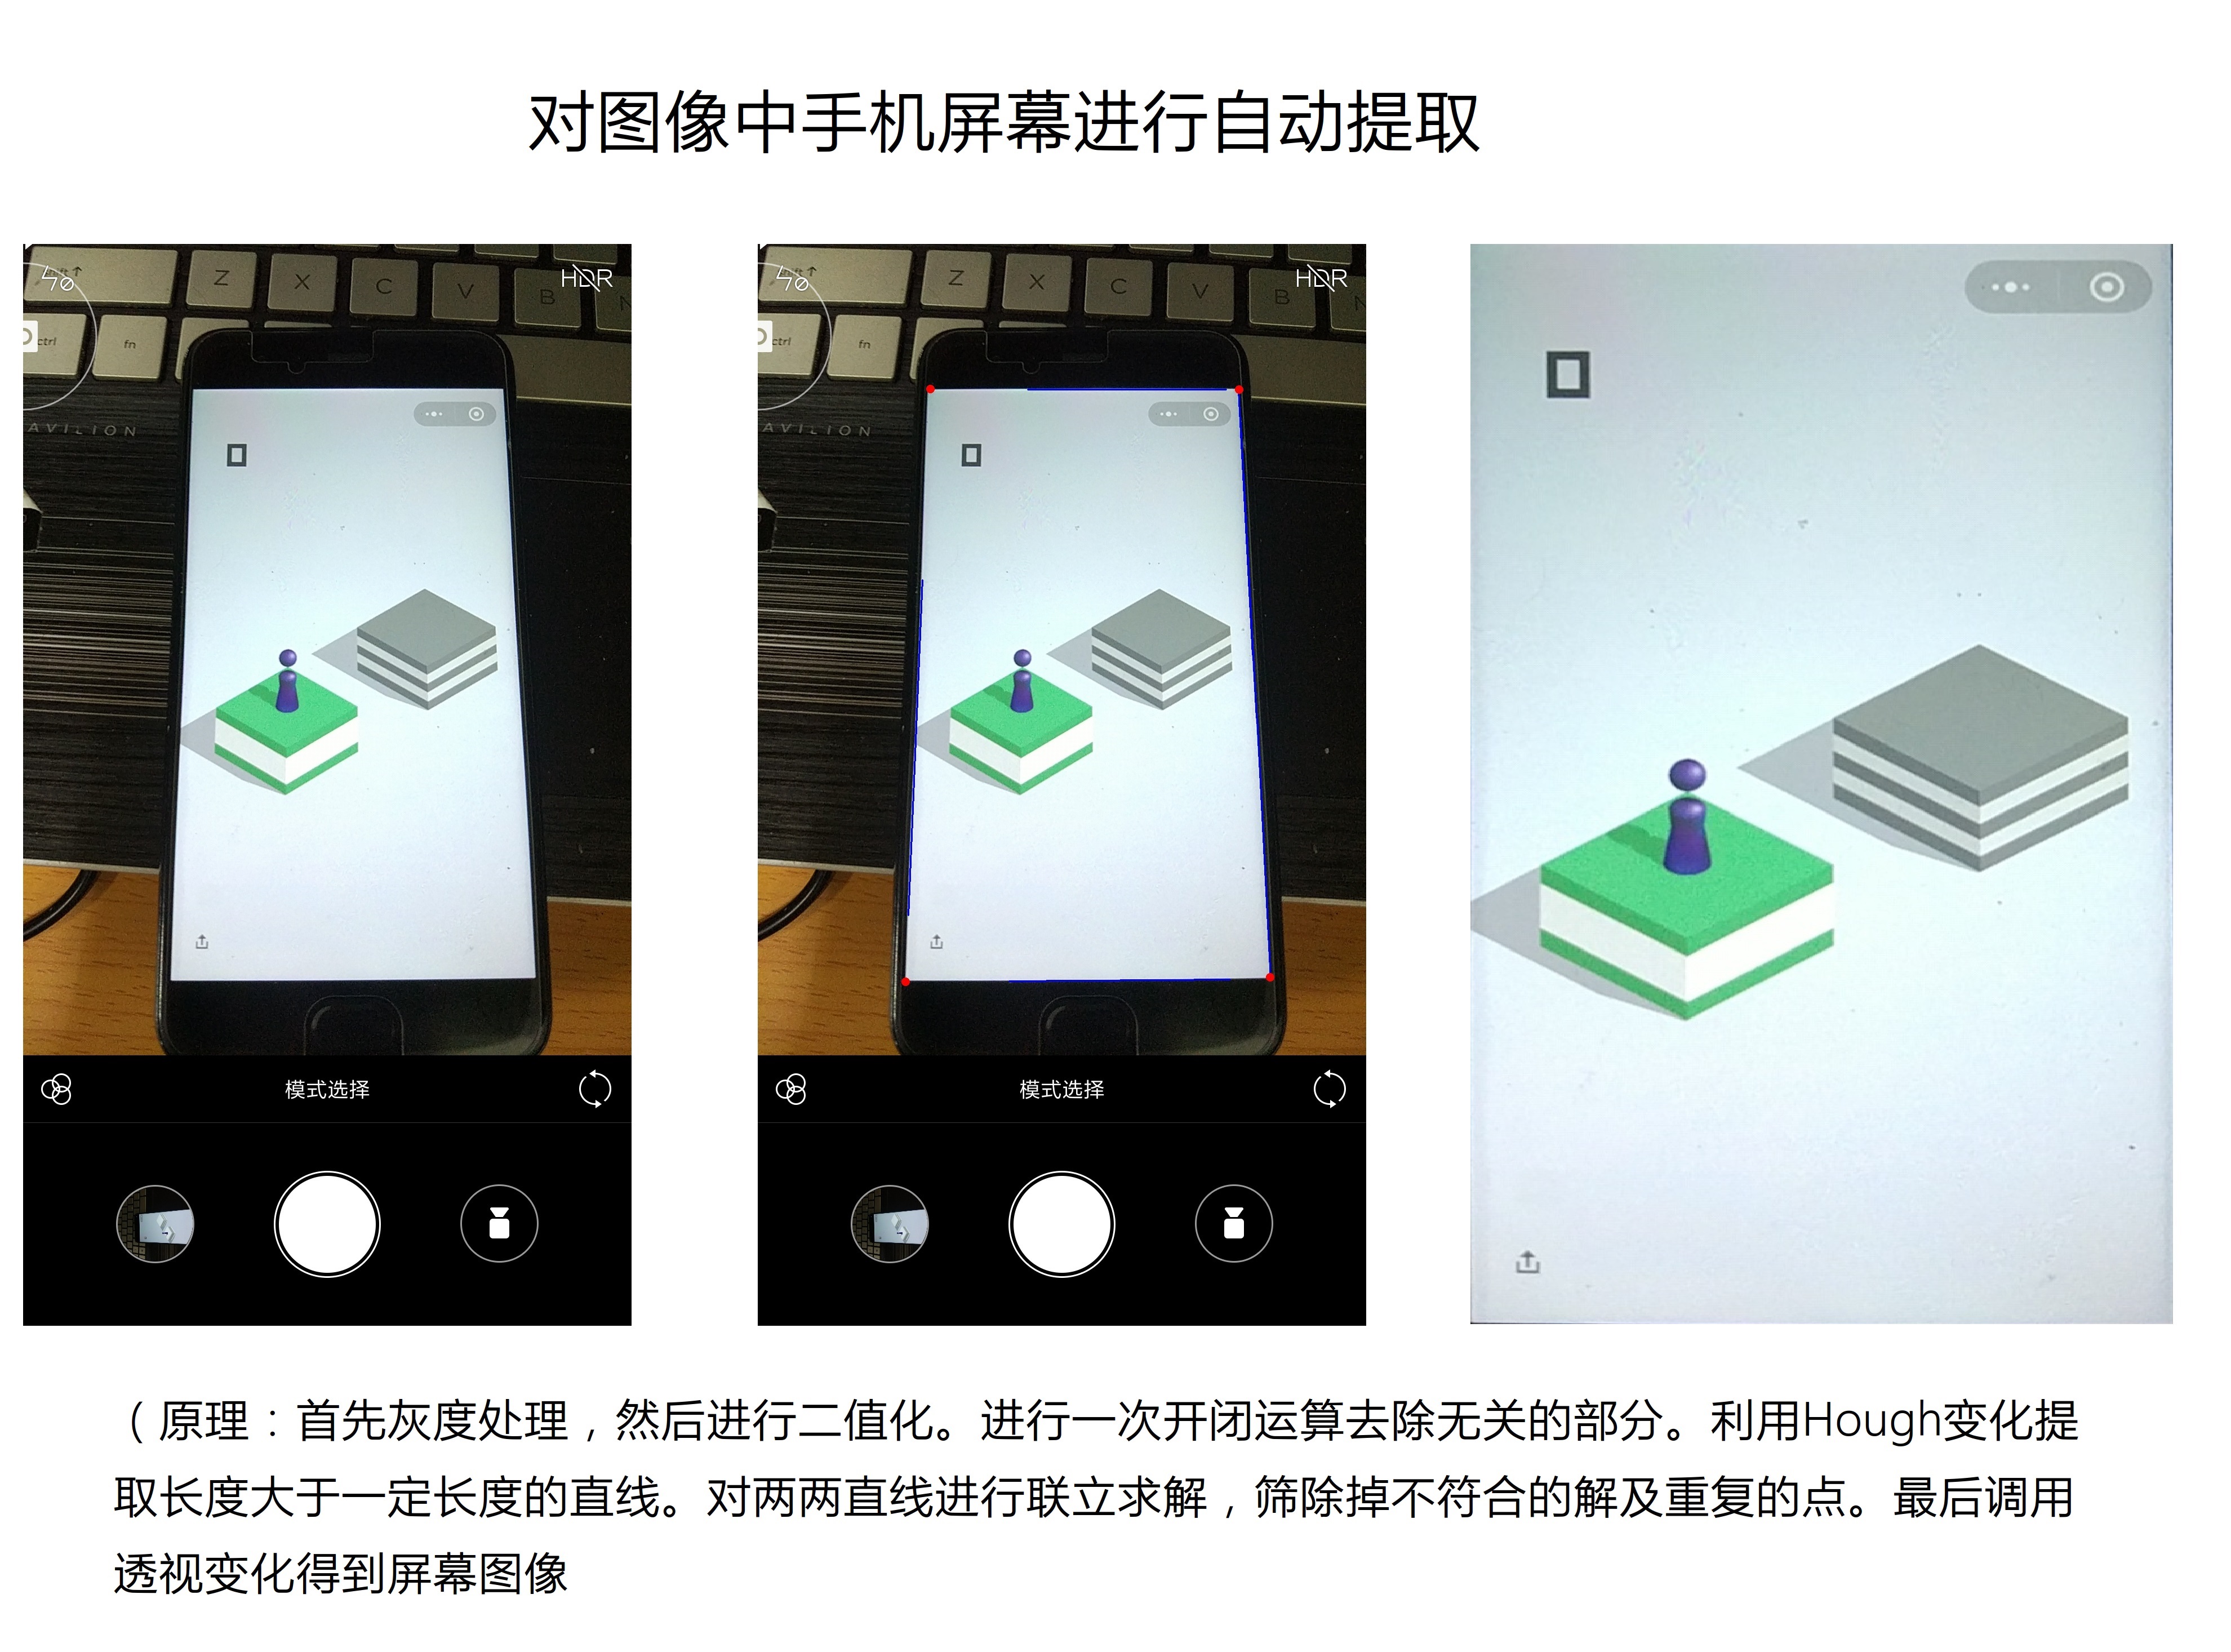 对图像中手机屏幕进行自动提取
Z X C V B N
ctrl fn
HDR
AVILION
0
模式选择
Z X C V B N
ctrl fn
HDR
AVILION
0
模式选择
0
（原理：首先灰度处理，然后进行二值化。进行一次开闭运算去除无关的部分。利用Hough变化提
取长度大于一定长度的直线。对两两直线进行联立求解，筛除掉不符合的解及重复的点。最后调用
透视变化得到屏幕图像